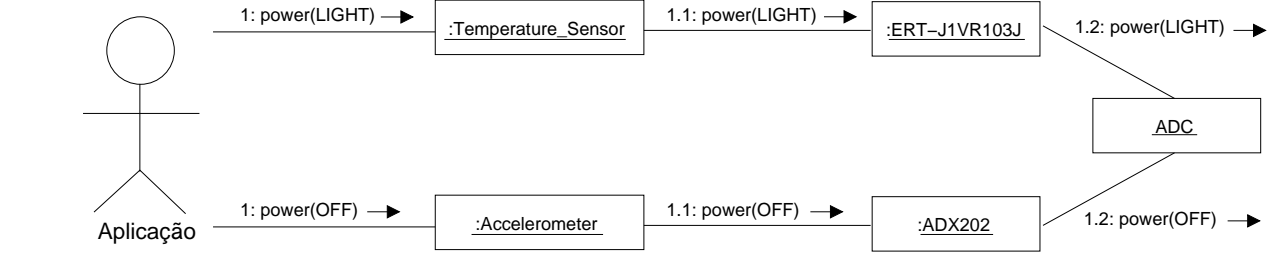 1: power(LIGHT)
:Temperature_Sensor
1.1: power(LIGHT)
:ERT–J1VR103J
1.2: power(LIGHT)
ADC
Aplicação
1: power(OFF)
:Accelerometer
1.1: power(OFF)
:ADX202
1.2: power(OFF)